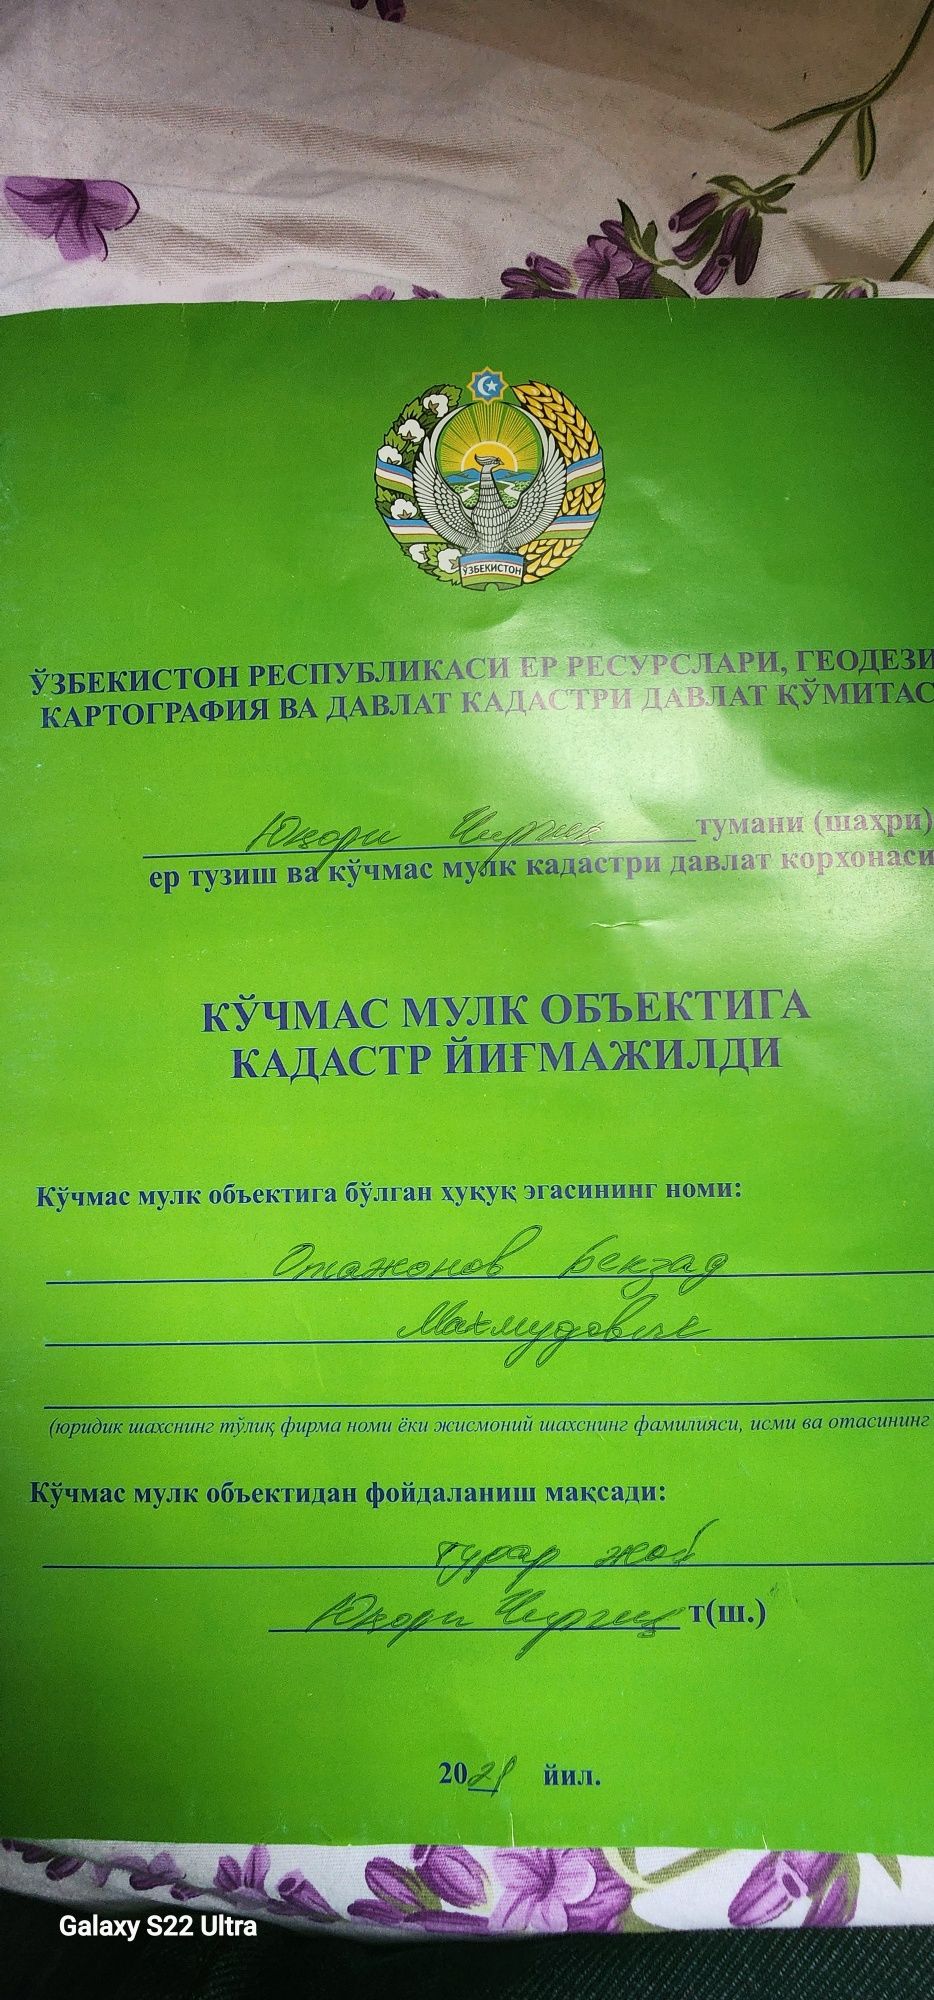 ЎЗБЕКИСТОН
ЎЗБЕКИСТОН РЕСПУБЛИКАСИ ЕР РЕСУРСЛАРИ, ГЕОДЕЗИ
КАРТОГРАФИЯ ВА ДАВЛАТ КАДАСТРИ ДАВЛАТ ҚЎМИТАС
Юқори Чирчиқ тумани (шаҳри)
ер тузиш ва кўчмас мулк кадастри давлат корхонаси
КЎЧМАС МУЛК ОБЪЕКТИГА
КАДАСТР ЙИҒМАЖИЛДИ
Кўчмас мулк объектига бўлган ҳуқуқ эгасининг номи:
Отажонов Бекзад
Махмудович
(юридик шахснинг тўлиқ фирма номи ёки жисмоний шахснинг фамилияси, исми ва отасининг
Кўчмас мулк объектидан фойдаланиш мақсади:
турар жой
Юқори Чирчиқ т(ш.)
2021 йил.
Galaxy S22 Ultra